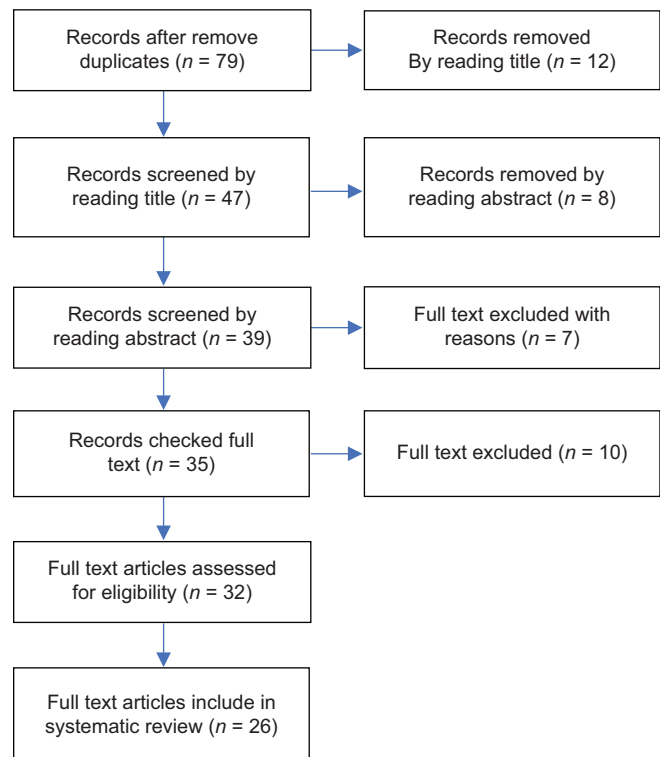 Records after remove
duplicates (n = 79)
Records removed
By reading title (n = 12)
Records screened by
reading title (n = 47)
Records removed by
reading abstract (n = 8)
Records screened by
reading abstract (n = 39)
Full text excluded with
reasons (n = 7)
Records checked full
text (n = 35)
Full text excluded (n = 10)
Full text articles assessed
for eligibility (n = 32)
Full text articles include in
systematic review (n = 26)